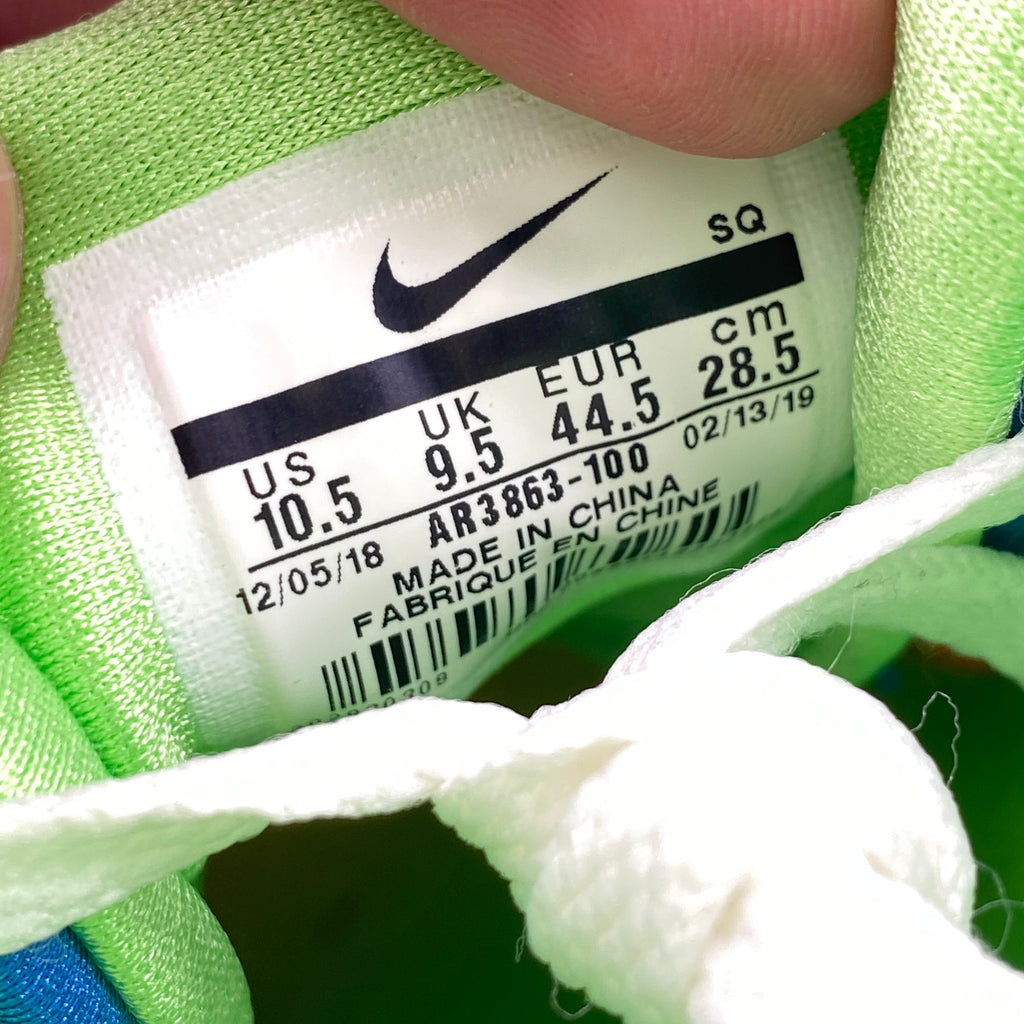 SQ
US UK EUR cm
10.5 9.5 44.5 28.5
12/05/18 AR3863-100 02/13/19
MADE IN CHINA
FABRIQUE EN CHINE